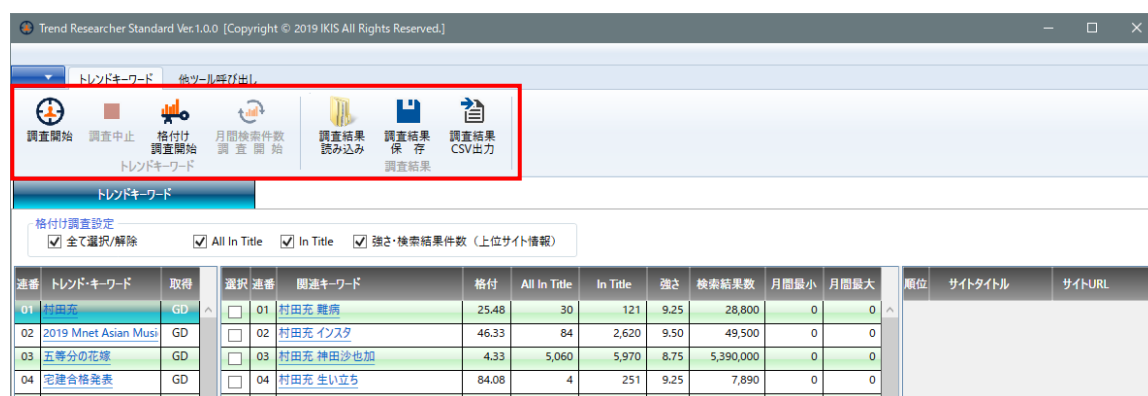 Trend Researcher Standard Ver.1.0.0 [Copyright © 2019 IKIS All Rights Reserved.]
トレンドキーワード 他ツール呼び出し
調査開始 調査中止 格付け調査開始 月間検索件数調査開始 調査結果読み込み 調査結果保存 調査結果CSV出力
トレンドキーワード 調査結果
トレンドキーワード
格付け調査設定
全て選択/解除 All In Title In Title 強さ・検索結果件数（上位サイト情報）
連番 トレンド・キーワード 取得 選択 連番 関連キーワード 格付 All In Title In Title 強さ 検索結果数 月間最小 月間最大 順位 サイトタイトル サイトURL
01 村田充 GD 01 村田充 難病 25.48 30 121 9.25 28,800 0 0
02 2019 Mnet Asian Musi GD 02 村田充 インスタ 46.33 84 2,620 9.50 49,500 0 0
03 五等分の花嫁 GD 03 村田充 神田沙也加 4.33 5,060 5,970 8.75 5,390,000 0 0
04 宅建合格発表 GD 04 村田充 生い立ち 84.08 4 251 9.25 7,890 0 0